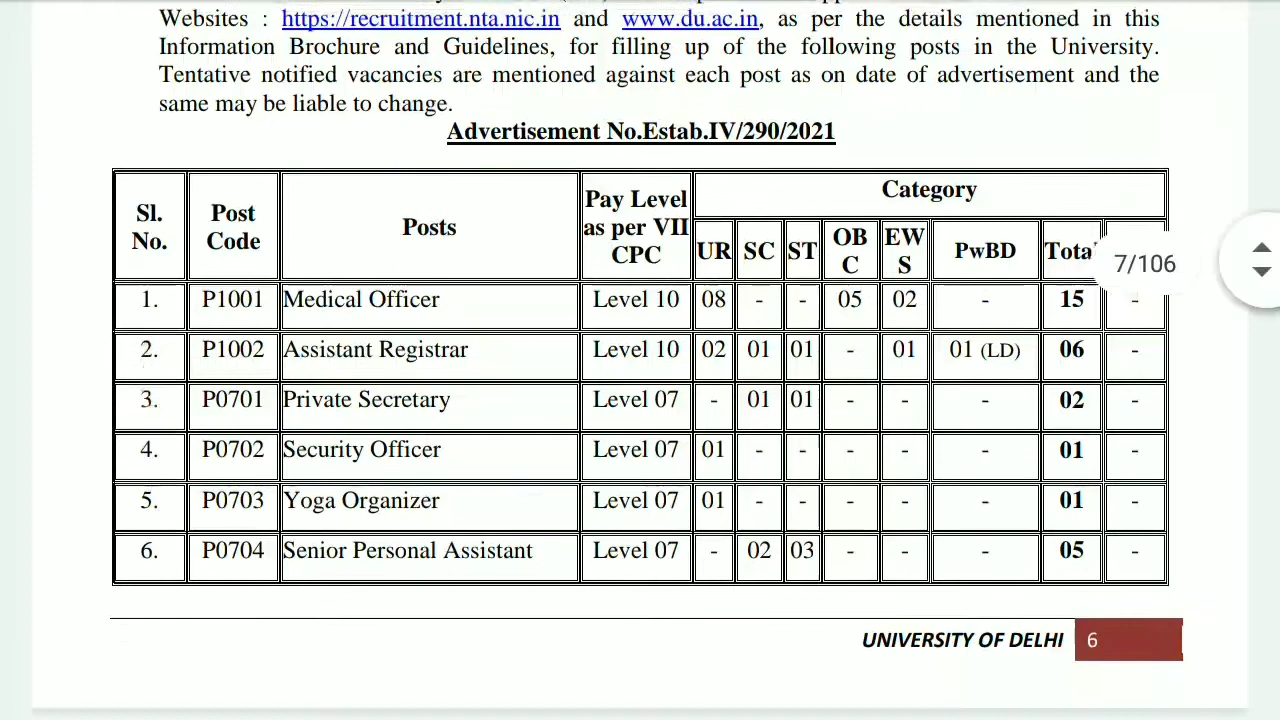 Websites : https://recruitment.nta.nic.in and www.du.ac.in, as per the details mentioned in this
Information Brochure and Guidelines, for filling up of the following posts in the University.
Tentative notified vacancies are mentioned against each post as on date of advertisement and the
same may be liable to change.
Advertisement No.Estab.IV/290/2021
Sl. No. Post Code Posts Pay Level as per VII CPC Category
UR SC ST OBC EWS PwBD Total
7/106
1. P1001 Medical Officer Level 10 08 - - 05 02 - 15 -
2. P1002 Assistant Registrar Level 10 02 01 01 - 01 01 (LD) 06 -
3. P0701 Private Secretary Level 07 - 01 01 - - - 02 -
4. P0702 Security Officer Level 07 01 - - - - - 01 -
5. P0703 Yoga Organizer Level 07 01 - - - - - 01 -
6. P0704 Senior Personal Assistant Level 07 - 02 03 - - - 05 -
UNIVERSITY OF DELHI 6